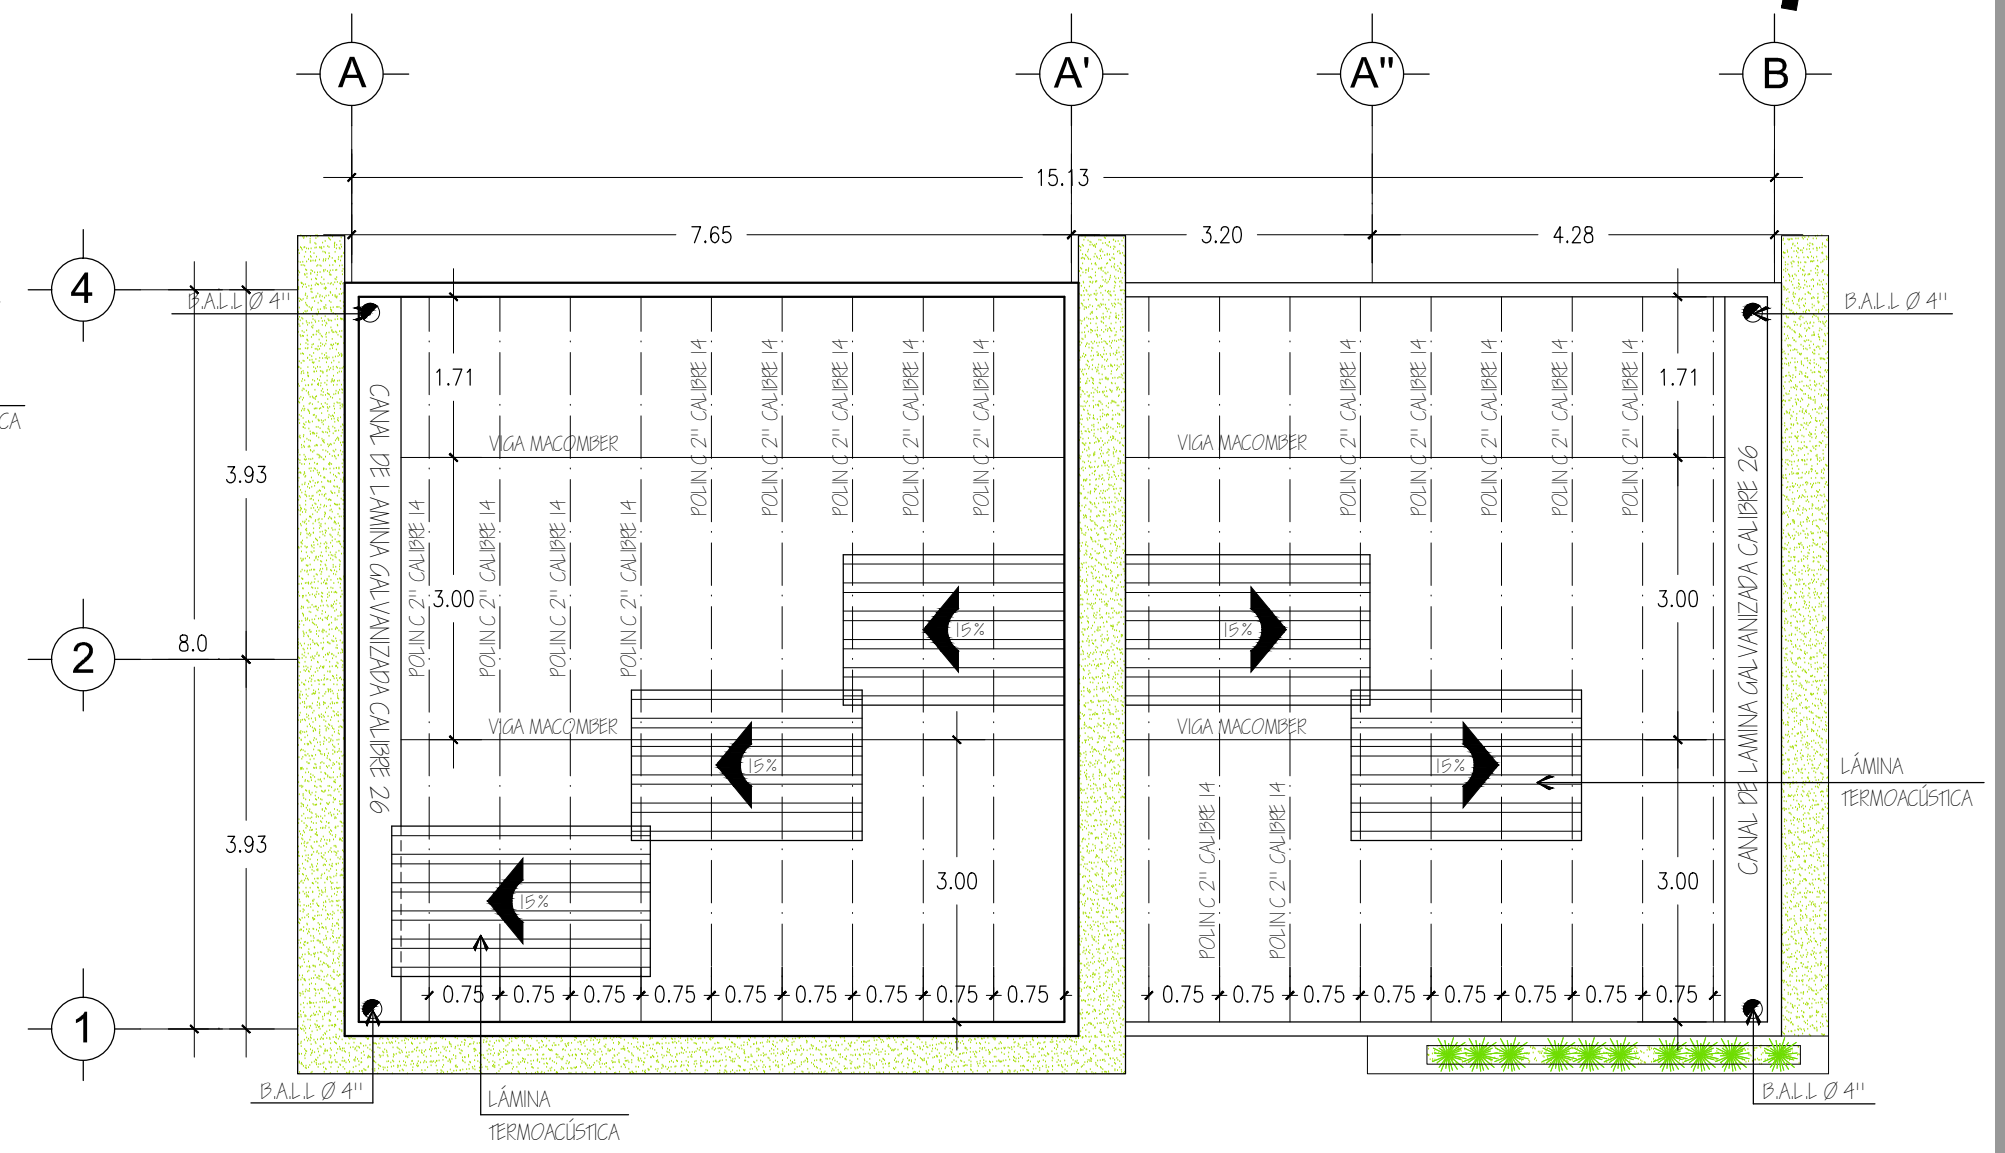 A
A'
A''
B
15.13
7.65
3.20
4.28
4
B.A.L.L Ø 4''
B.A.L.L Ø 4''
1.71
1.71
CA
3.93
VIGA MACOMBER
VIGA MACOMBER
POLIN C 2'' CALIBRE 14
POLIN C 2'' CALIBRE 14
POLIN C 2'' CALIBRE 14
POLIN C 2'' CALIBRE 14
POLIN C 2'' CALIBRE 14
POLIN C 2'' CALIBRE 14
POLIN C 2'' CALIBRE 14
POLIN C 2'' CALIBRE 14
POLIN C 2'' CALIBRE 14
POLIN C 2'' CALIBRE 14
CANAL DE LAMINA GALVANIZADA CALIBRE 26
CANAL DE LAMINA GALVANIZADA CALIBRE 26
POLIN C 2'' CALIBRE 14
POLIN C 2'' CALIBRE 14
POLIN C 2'' CALIBRE 14
POLIN C 2'' CALIBRE 14
3.00
3.00
15%
15%
2
8.0
VIGA MACOMBER
VIGA MACOMBER
15%
15%
LÁMINA
TERMOACÚSTICA
3.93
POLIN C 2'' CALIBRE 14
POLIN C 2'' CALIBRE 14
3.00
3.00
15%
0.75 0.75 0.75 0.75 0.75 0.75 0.75 0.75 0.75
0.75 0.75 0.75 0.75 0.75 0.75 0.75 0.75
1
B.A.L.L Ø 4''
B.A.L.L Ø 4''
LÁMINA
TERMOACÚSTICA